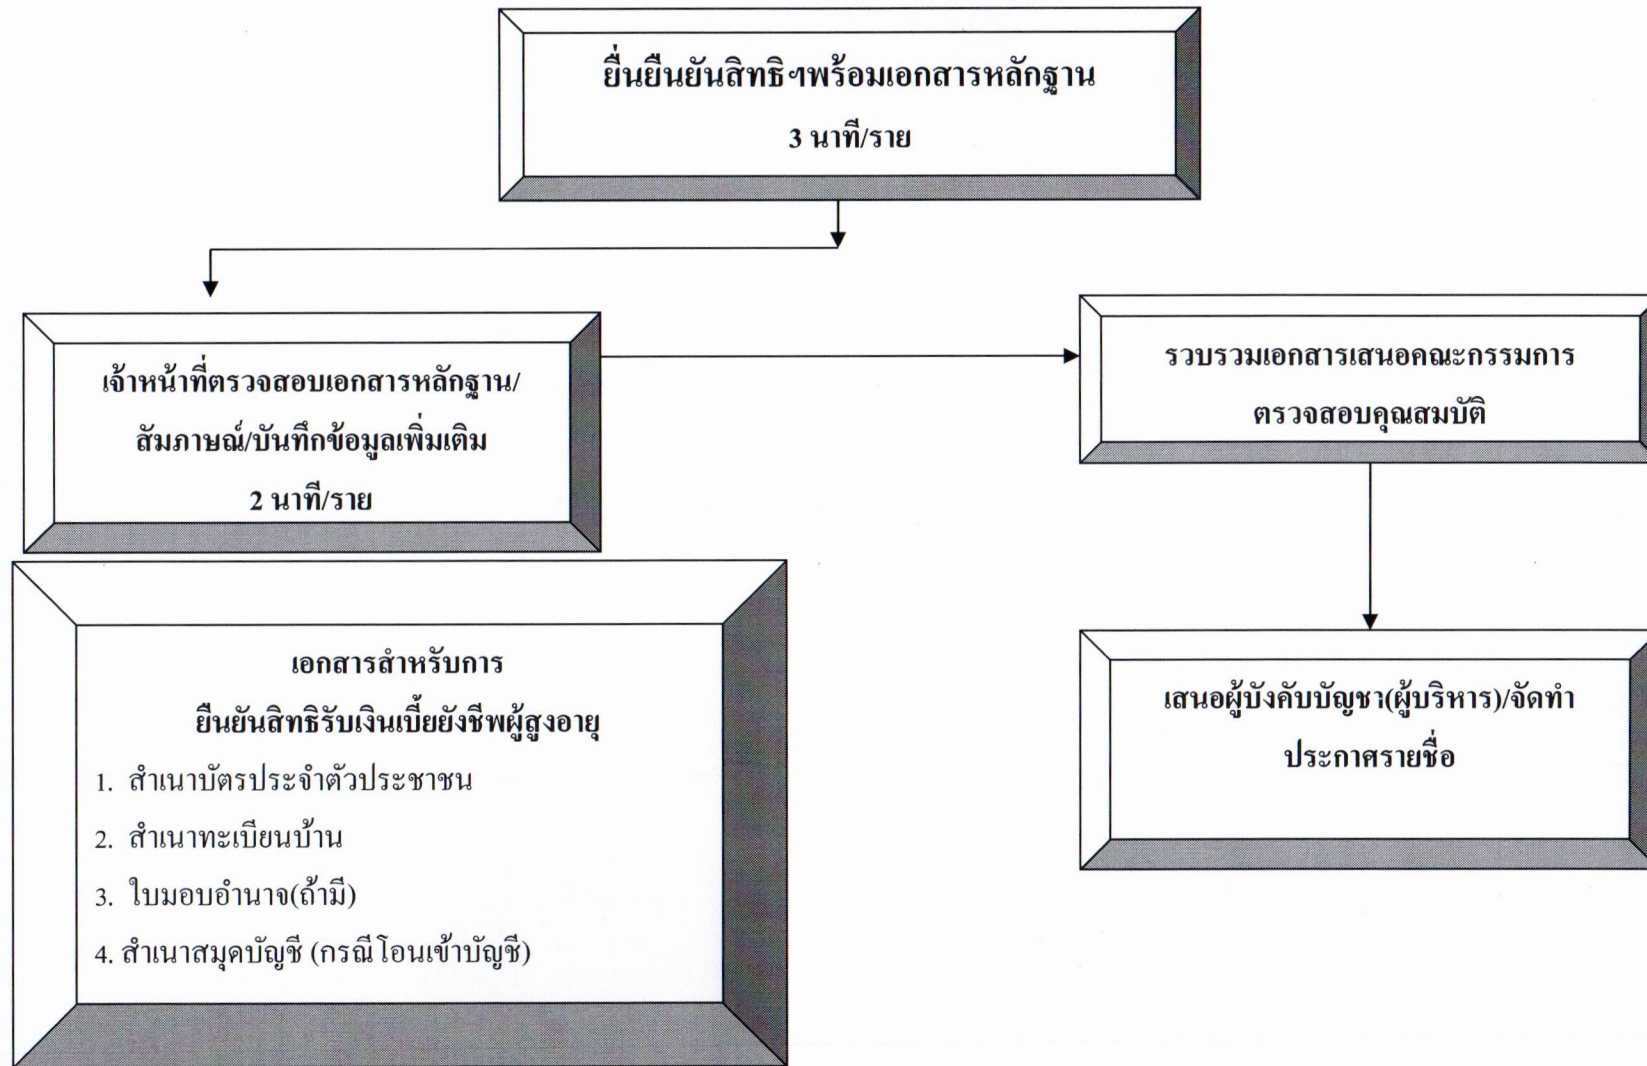 ยื่นยืนยันสิทธิฯพร้อมเอกสารหลักฐาน
3 นาที/ราย
เจ้าหน้าที่ตรวจสอบเอกสารหลักฐาน/
สัมภาษณ์/บันทึกข้อมูลเพิ่มเติม
2 นาที/ราย
รวบรวมเอกสารเสนอคณะกรรมการ
ตรวจสอบคุณสมบัติ
เสนอผู้บังคับบัญชา(ผู้บริหาร)/จัดทำ
ประกาศรายชื่อ
เอกสารสำหรับการ
ยืนยันสิทธิรับเงินเบี้ยยังชีพผู้สูงอายุ
1. สำเนาบัตรประจำตัวประชาชน
2. สำเนาทะเบียนบ้าน
3. ใบมอบอำนาจ(ถ้ามี)
4. สำเนาสมุดบัญชี (กรณีโอนเข้าบัญชี)